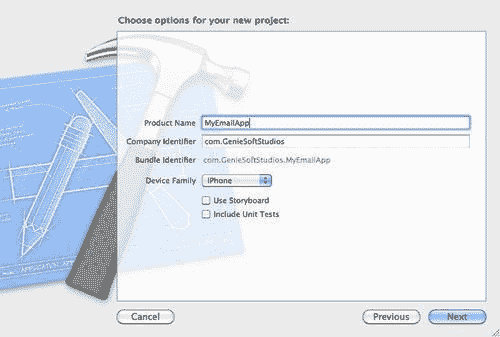 Choose options for your new project:
Product Name MyEmailApp
Company Identifier com.GenieSoftStudios
Bundle Identifier com.GenieSoftStudios.MyEmailApp
Device Family iPhone
Use Storyboard
Include Unit Tests
Cancel Previous Next